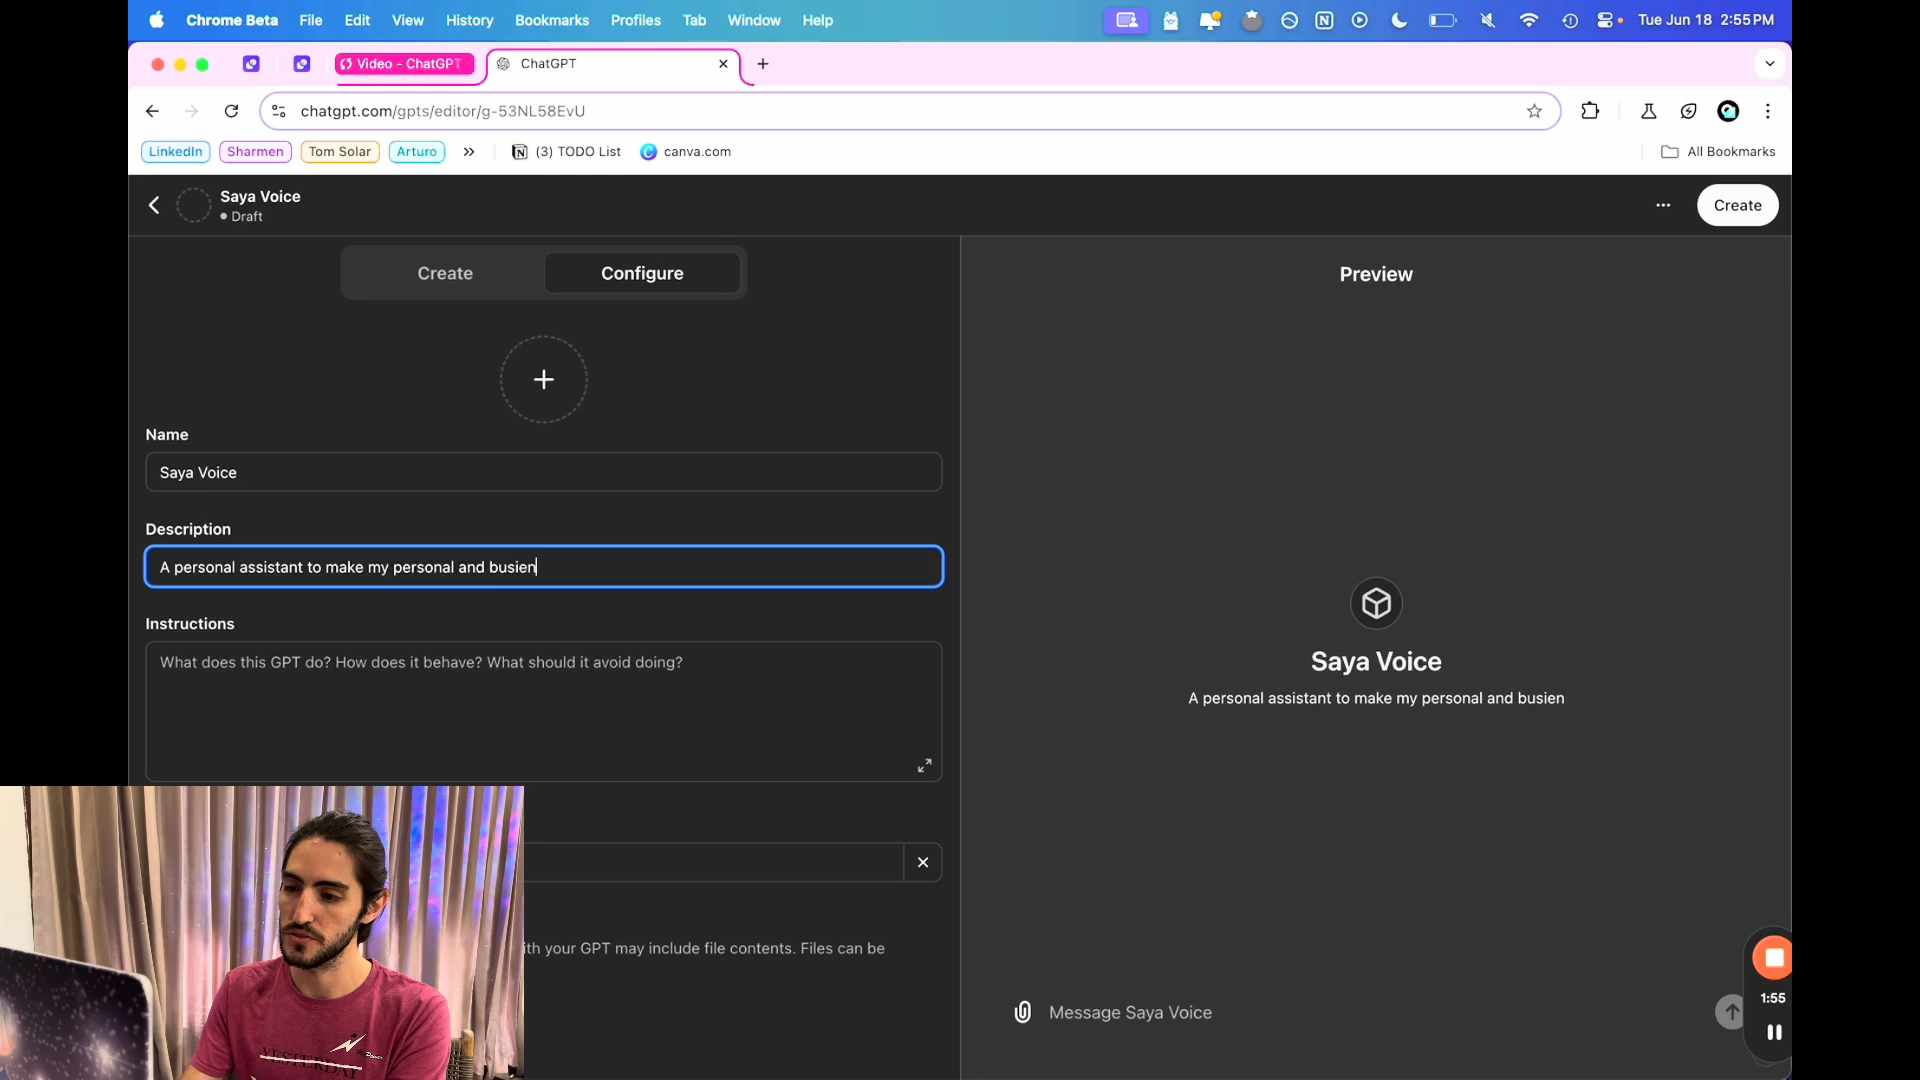 Chrome Beta File Edit View History Bookmarks Profiles Tab Window Help Tue Jun 18 2:55 PM
Video - ChatGPT ChatGPT
chatgpt.com/gpts/editor/g-53NL58EvU
LinkedIn Sharmen Tom Solar Arturo (3) TODO List canva.com All Bookmarks
Saya Voice
Draft
Create
Create Configure
Preview
Name
Saya Voice
Description
A personal assistant to make my personal and busien
Instructions
What does this GPT do? How does it behave? What should it avoid doing?
Saya Voice
A personal assistant to make my personal and busien
th your GPT may include file contents. Files can be
Message Saya Voice
1:55
YESTERDAY